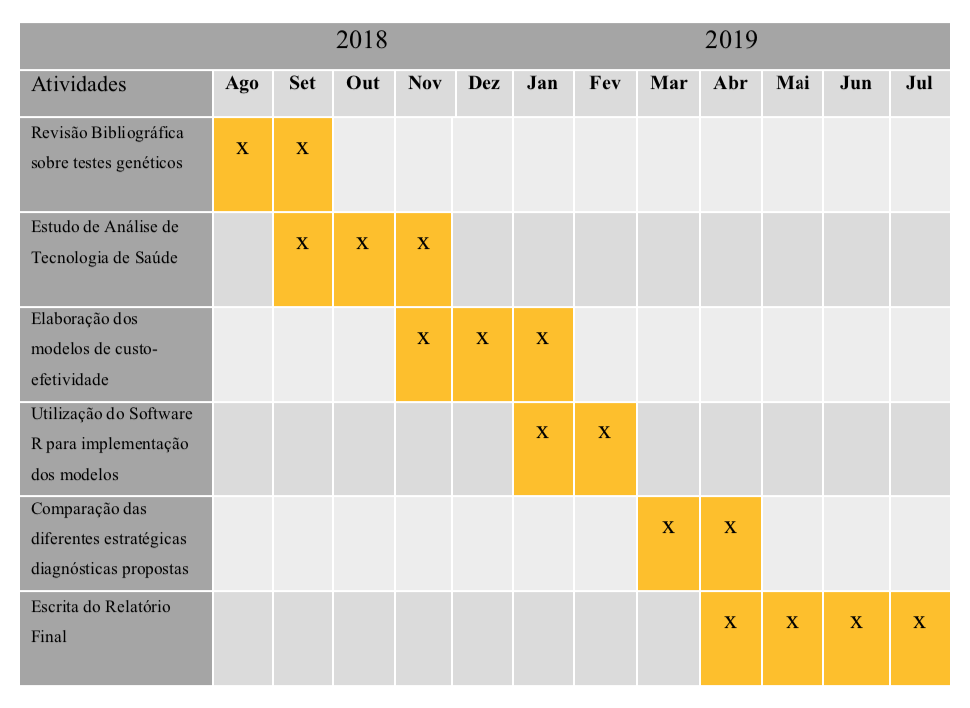 2018 2019
Atividades Ago Set Out Nov Dez Jan Fev Mar Abr Mai Jun Jul
Revisão Bibliográfica
sobre testes genéticos
x x
Estudo de Análise de
Tecnologia de Saúde
x x x
Elaboração dos
modelos de custo-
efetividade
x x x
Utilização do Software
R para implementação
dos modelos
x x
Comparação das
diferentes estratégicas
diagnósticas propostas
x x
Escrita do Relatório
Final
x x x x